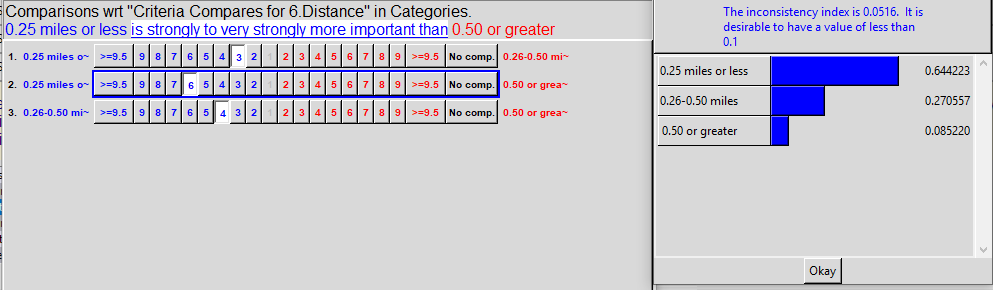 Comparisons wrt "Criteria Compares for 6.Distance" in Categories.
0.25 miles or less is strongly to very strongly more important than 0.50 or greater
1. 0.25 miles o~ >=9.5 9 8 7 6 5 4 3 2 1 2 3 4 5 6 7 8 9 >=9.5 No comp. 0.26-0.50 mi~
2. 0.25 miles o~ >=9.5 9 8 7 6 5 4 3 2 1 2 3 4 5 6 7 8 9 >=9.5 No comp. 0.50 or grea~
3. 0.26-0.50 mi~ >=9.5 9 8 7 6 5 4 3 2 1 2 3 4 5 6 7 8 9 >=9.5 No comp. 0.50 or grea~
The inconsistency index is 0.0516. It is
desirable to have a value of less than
0.1
0.25 miles or less 0.644223
0.26-0.50 miles 0.270557
0.50 or greater 0.085220
Okay